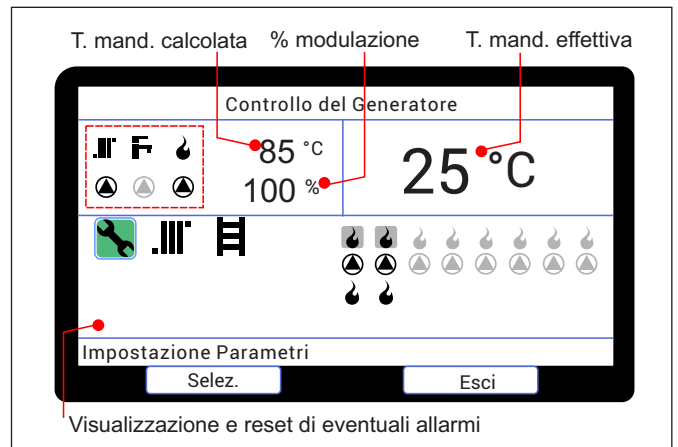 T. mand. calcolata % modulazione T. mand. effettiva
Controllo del Generatore
85 °C
100 %
25 °C
Impostazione Parametri
Selez. Esci
Visualizzazione e reset di eventuali allarmi